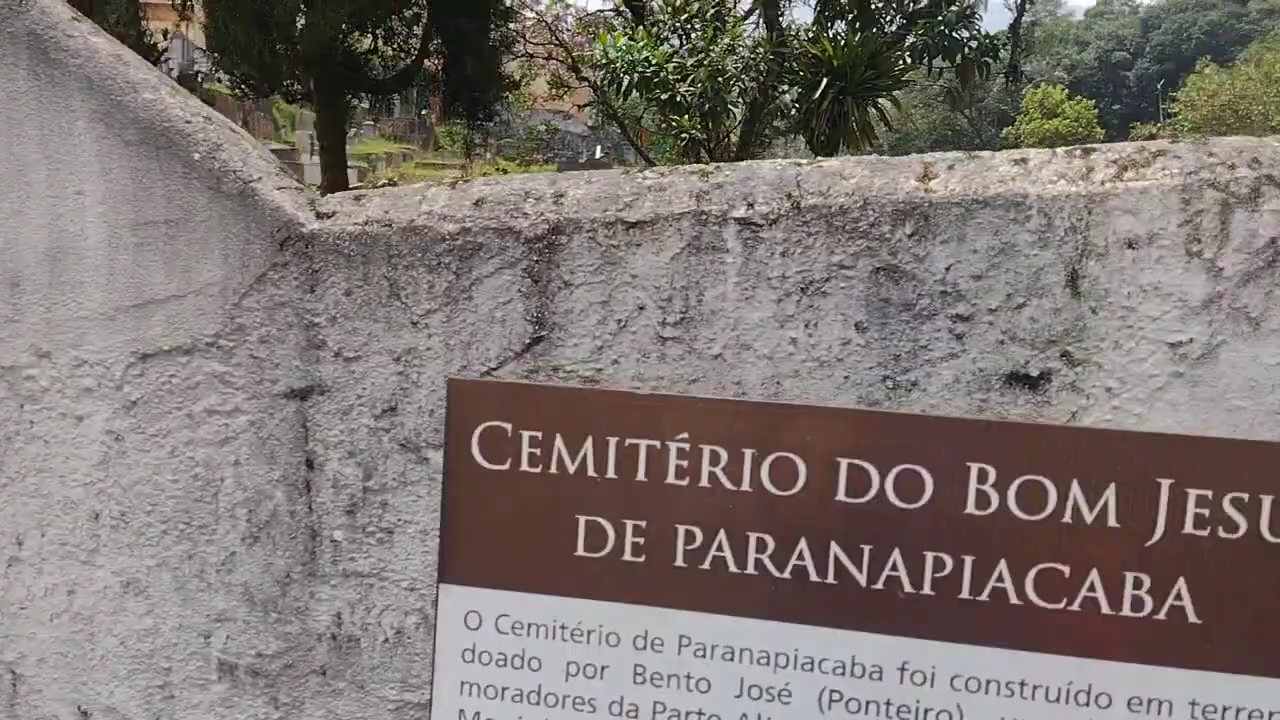 CEMITÉRIO DO BOM JESU
DE PARANAPIACABA
O Cemitério de Paranapiacaba foi construído em terre
doado por Bento José (Ponteiro)
moradores da Parte